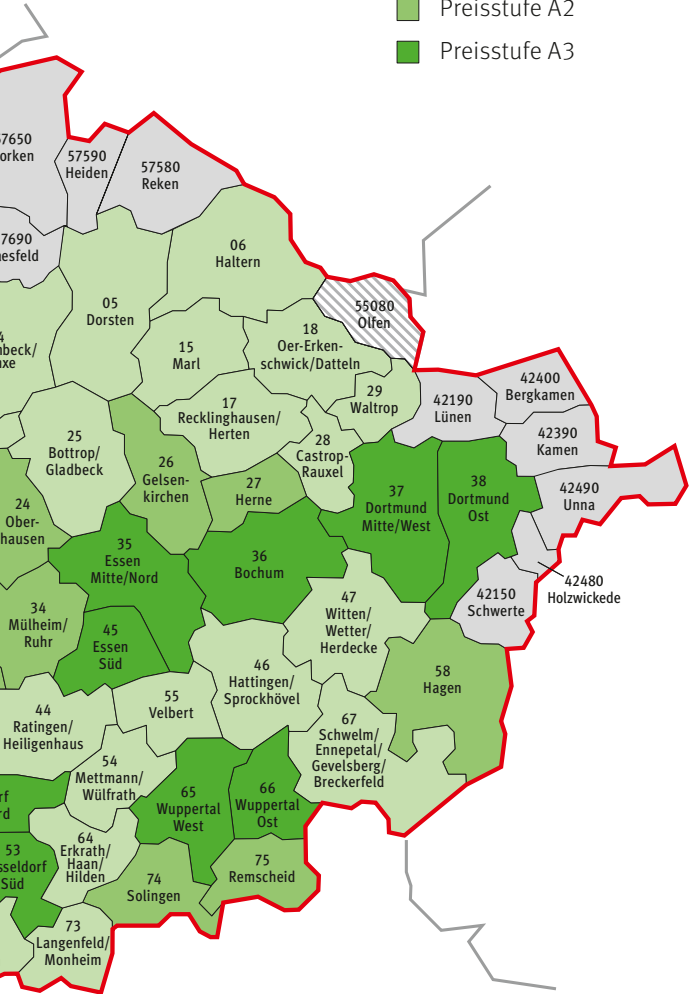 Preisstufe A2
Preisstufe A3
57590
Heiden
57580
Reken
06
Haltern
05
Dorsten
55080
Olfen
15
Marl
18
Oer-Erken-
schwick/Datteln
29
Waltrop
42190
Lünen
42400
Bergkamen
42390
Kamen
42490
Unna
17
Recklinghausen/
Herten
28
Castrop-
Rauxel
25
Bottrop/
Gladbeck
26
Gelsen-
kirchen
27
Herne
37
Dortmund
Mitte/West
38
Dortmund
Ost
24
Ober-
hausen
35
Essen
Mitte/Nord
36
Bochum
42480
Holzwickede
42150
Schwerte
34
Mülheim/
Ruhr
45
Essen
Süd
47
Witten/
Wetter/
Herdecke
58
Hagen
46
Hattingen/
Sprockhövel
44
Ratingen/
Heiligenhaus
55
Velbert
67
Schwelm/
Ennepetal/
Gevelsberg/
Breckerfeld
54
Mettmann/
Wülfrath
65
Wuppertal
West
66
Wuppertal
Ost
64
Erkrath/
Haan/
Hilden
53
sseldorf
Süd
74
Solingen
75
Remscheid
73
Langenfeld/
Monheim